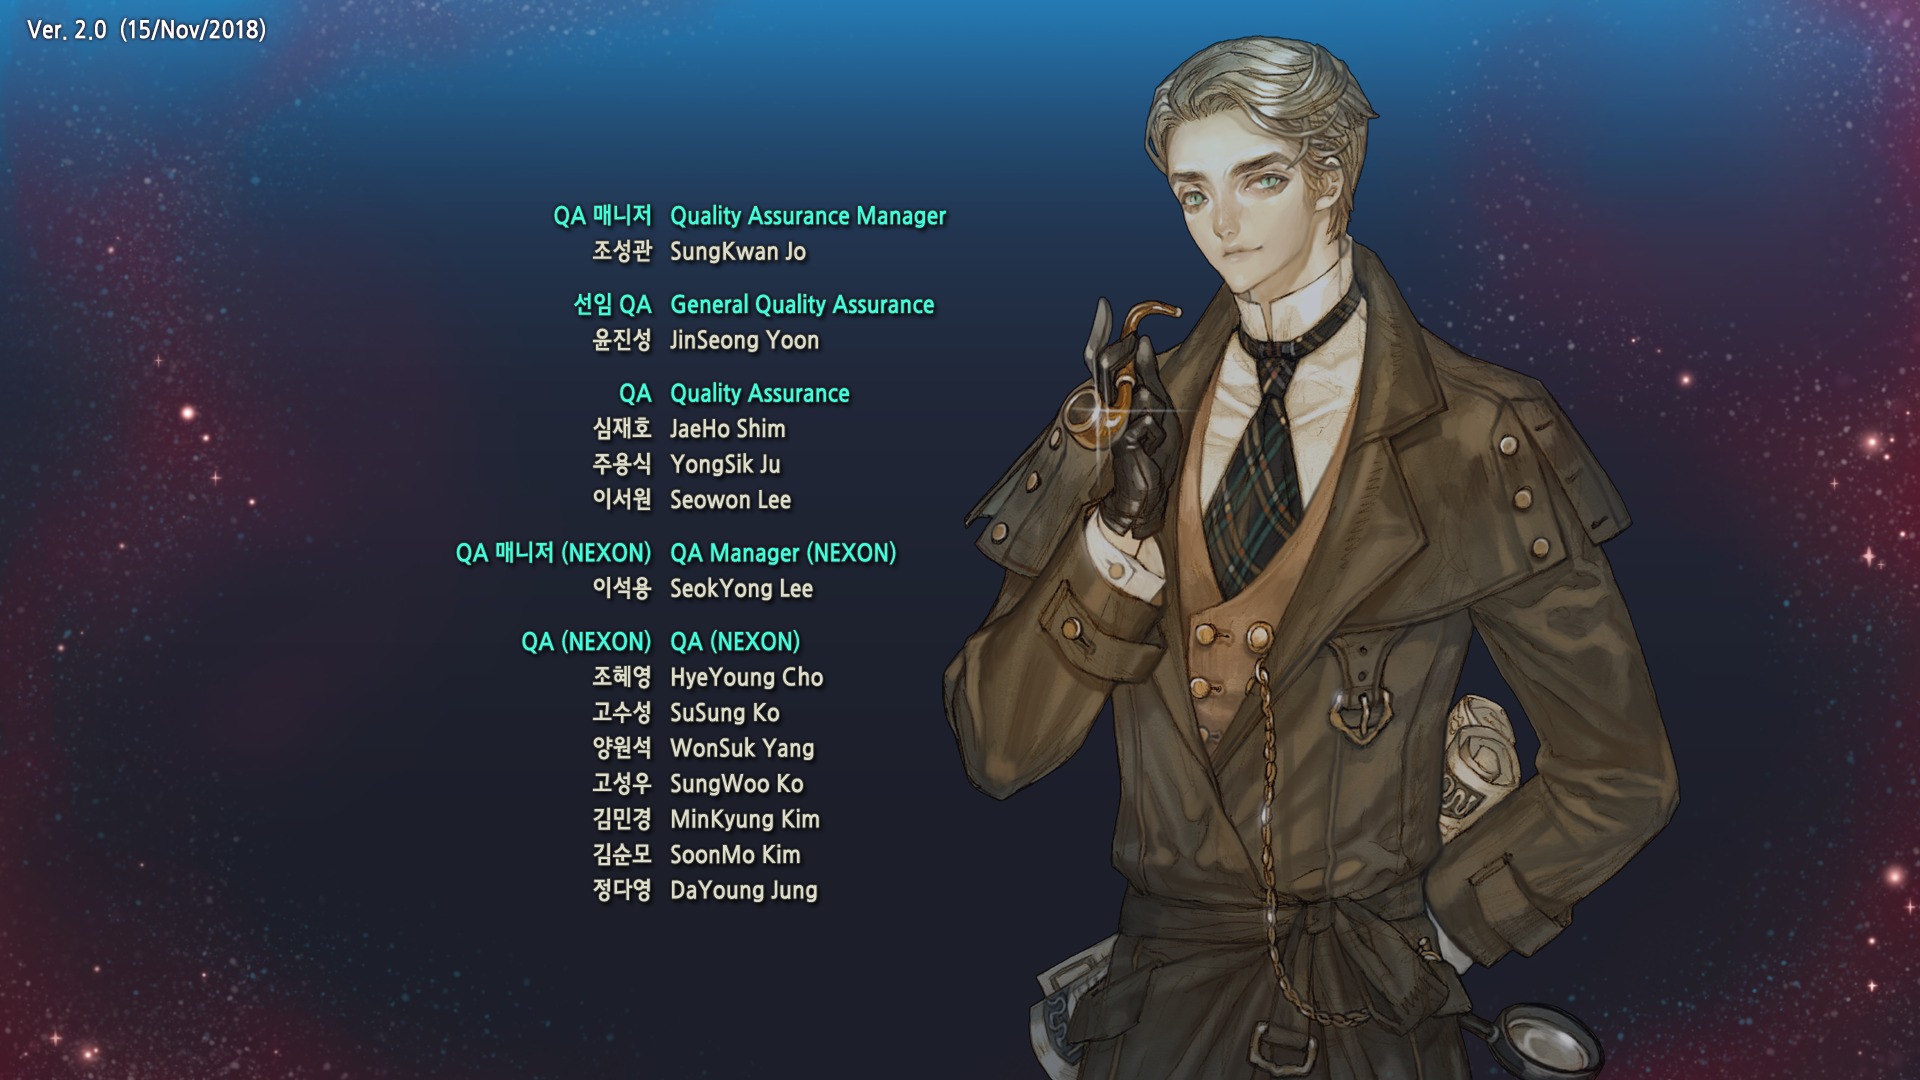 Ver. 2.0 (15/Nov/2018)
QA 매니저 Quality Assurance Manager
조성관 SungKwan Jo
선임 QA General Quality Assurance
윤진성 JinSeong Yoon
QA Quality Assurance
심재호 JaeHo Shim
주용식 YongSik Ju
이서원 Seowon Lee
QA 매니저 (NEXON) QA Manager (NEXON)
이석용 SeokYong Lee
QA (NEXON) QA (NEXON)
조혜영 HyeYoung Cho
고수성 SuSung Ko
양원석 WonSuk Yang
고성우 SungWoo Ko
김민경 MinKyung Kim
김순모 SoonMo Kim
정다영 DaYoung Jung